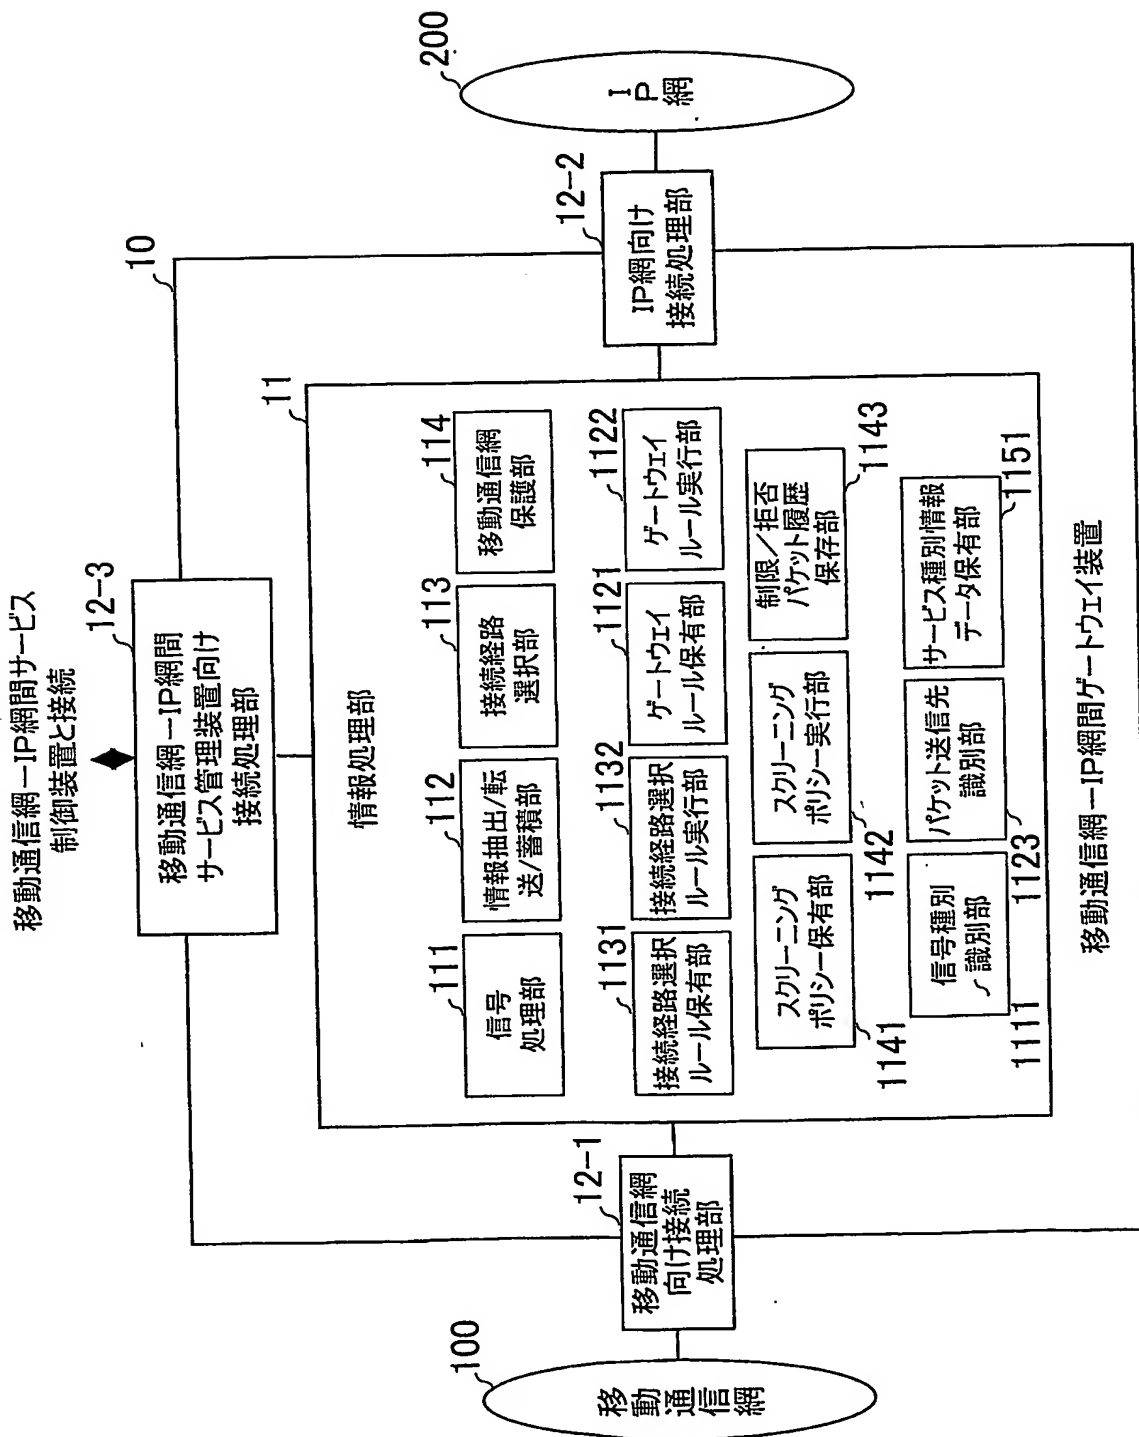 移動通信網ーIP網間サービス
制御装置と接続
12-3
移動通信網ーIP網間
サービス管理装置向け
接続処理部
10
11
情報処理部
111
信号
処理部
112
情報抽出/転
送/蓄積部
113
接続経路
選択部
114
移動通信網
保護部
1131
接続経路選択
ルール保有部
1132
接続経路選択
ルール実行部
1121
ゲートウェイ
ルール保有部
1122
ゲートウェイ
ルール実行部
スクリーニング
ポリシー保有部
1141
スクリーニング
ポリシー実行部
1142
制限/拒否
パケット履歴
保存部
1143
信号種別
識別部
1111
パケット送信先
識別部
1123
サービス種別情報
データ保有部
1151
100
移動通信網
12-1
移動通信網
向け接続
処理部
12-2
IP網向け
接続処理部
200
IP網
移動通信網ーIP網間ゲートウェイ装置